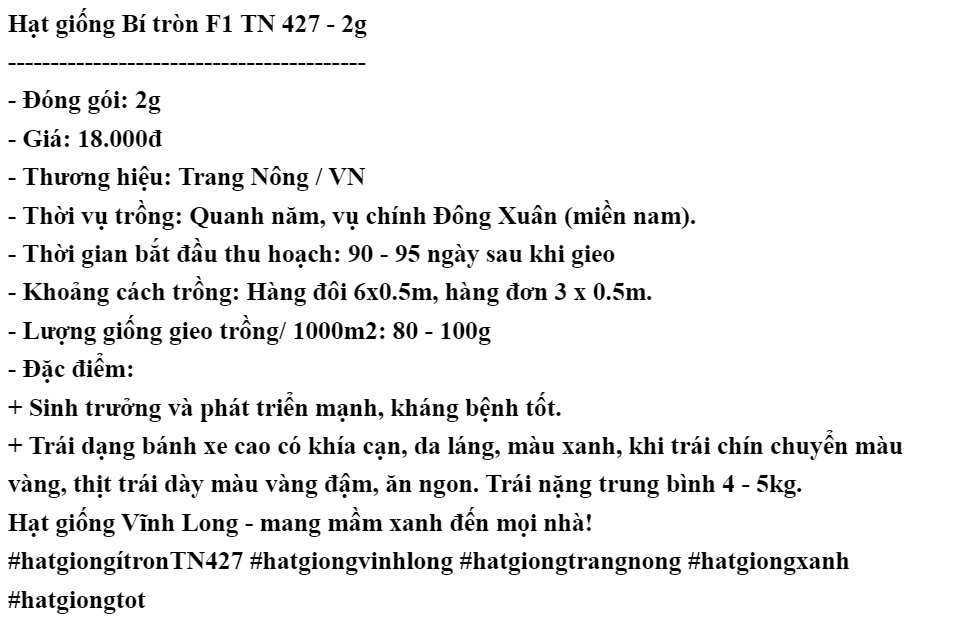 Hạt giống Bí tròn F1 TN 427 - 2g
------------------------------------------
- Đóng gói: 2g
- Giá: 18.000đ
- Thương hiệu: Trang Nông / VN
- Thời vụ trồng: Quanh năm, vụ chính Đông Xuân (miền nam).
- Thời gian bắt đầu thu hoạch: 90 - 95 ngày sau khi gieo
- Khoảng cách trồng: Hàng đôi 6x0.5m, hàng đơn 3 x 0.5m.
- Lượng giống gieo trồng/ 1000m2: 80 - 100g
- Đặc điểm:
+ Sinh trưởng và phát triển mạnh, kháng bệnh tốt.
+ Trái dạng bánh xe cao có khía cạn, da láng, màu xanh, khi trái chín chuyển màu
vàng, thịt trái dày màu vàng đậm, ăn ngon. Trái nặng trung bình 4 - 5kg.
Hạt giống Vĩnh Long - mang mầm xanh đến mọi nhà!
#hatgiongítronTN427 #hatgiongvinhlong #hatgiongtrangnong #hatgiongxanh
#hatgiongtot